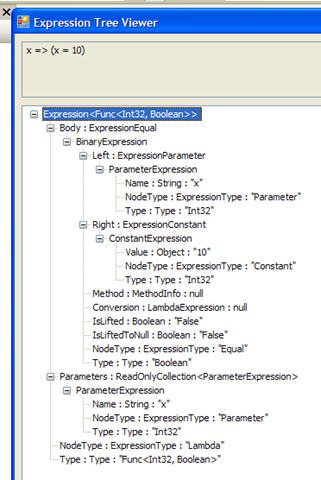 Expression Tree Viewer
x => (x = 10)
Expression<Func<Int32, Boolean>>
Body : ExpressionEqual
BinaryExpression
Left : ExpressionParameter
ParameterExpression
Name : String : "x"
NodeType : ExpressionType : "Parameter"
Type : Type : "Int32"
Right : ExpressionConstant
ConstantExpression
Value : Object : "10"
NodeType : ExpressionType : "Constant"
Type : Type : "Int32"
Method : MethodInfo : null
Conversion : LambdaExpression : null
IsLifted : Boolean : "False"
IsLiftedToNull : Boolean : "False"
NodeType : ExpressionType : "Equal"
Type : Type : "Boolean"
Parameters : ReadOnlyCollection<ParameterExpression>
ParameterExpression
Name : String : "x"
NodeType : ExpressionType : "Parameter"
Type : Type : "Int32"
NodeType : ExpressionType : "Lambda"
Type : Type : "Func<Int32, Boolean>"